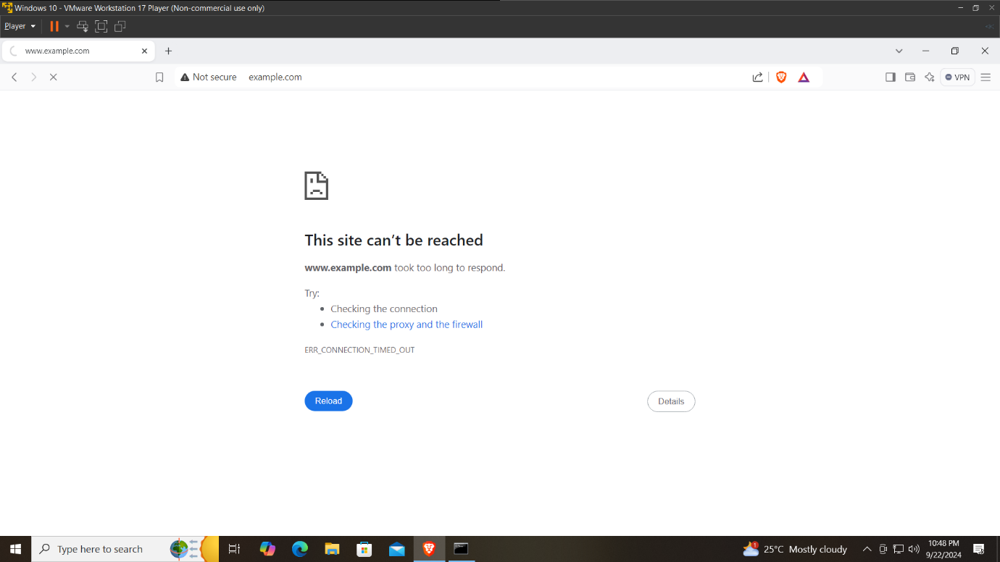 Windows 10 - VMware Workstation 17 Player (Non-commercial use only)
Player
www.example.com
Not secure example.com
VPN
This site can’t be reached
www.example.com took too long to respond.
Try:
Checking the connection
Checking the proxy and the firewall
ERR_CONNECTION_TIMED_OUT
Reload
Details
Type here to search
1
25°C Mostly cloudy
10:48 PM
9/22/2024